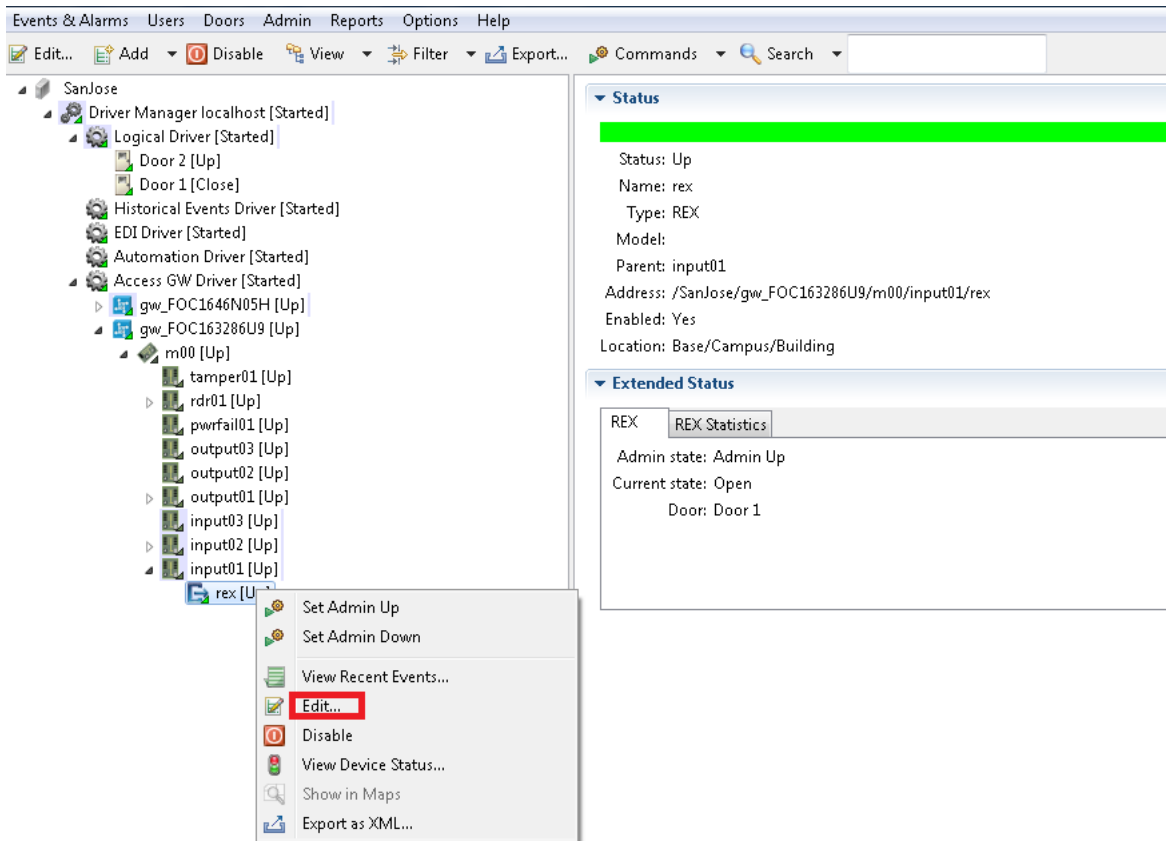 Events & Alarms Users Doors Admin Reports Options Help
Edit... Add Disable View Filter Export... Commands Search
SanJose
Driver Manager localhost [Started]
Logical Driver [Started]
Door 2 [Up]
Door 1 [Close]
Historical Events Driver [Started]
EDI Driver [Started]
Automation Driver [Started]
Access GW Driver [Started]
gw_FOC1646N05H [Up]
gw_FOC163286U9 [Up]
m00 [Up]
tamper01 [Up]
rdr01 [Up]
pwrfail01 [Up]
output03 [Up]
output02 [Up]
output01 [Up]
input03 [Up]
input02 [Up]
input01 [Up]
rex [U
Set Admin Up
Set Admin Down
View Recent Events...
Edit...
Disable
View Device Status...
Show in Maps
Export as XML...
Status
Status: Up
Name: rex
Type: REX
Model:
Parent: input01
Address: /SanJose/gw_FOC163286U9/m00/input01/rex
Enabled: Yes
Location: Base/Campus/Building
Extended Status
REX REX Statistics
Admin state: Admin Up
Current state: Open
Door: Door 1